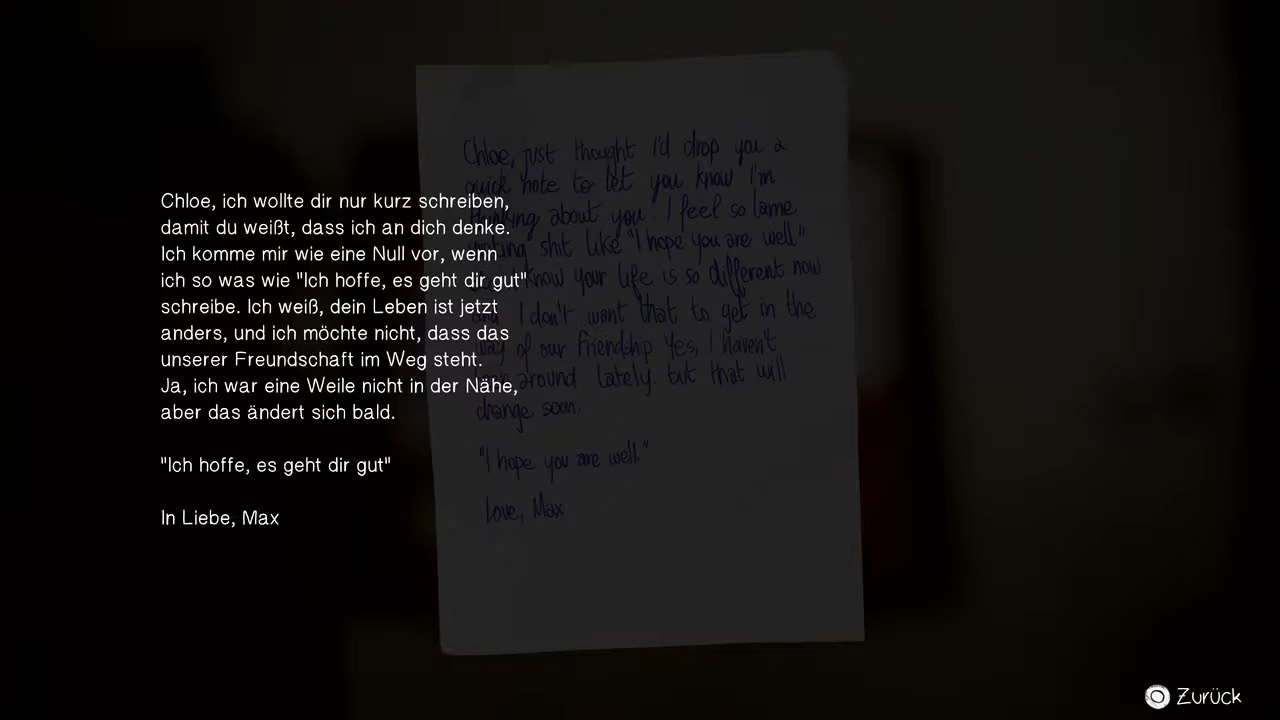 Chloe, ich wollte dir nur kurz schreiben,
damit du weißt, dass ich an dich denke.
Ich komme mir wie eine Null vor, wenn
ich so was wie "Ich hoffe, es geht dir gut"
schreibe. Ich weiß, dein Leben ist jetzt
anders, und ich möchte nicht, dass das
unserer Freundschaft im Weg steht.
Ja, ich war eine Weile nicht in der Nähe,
aber das ändert sich bald.
"Ich hoffe, es geht dir gut"
In Liebe, Max
Chloe, just thought I'd drop you a
quick note to let you know I'm
thinking about you. I feel so lame
writing shit like "I hope you are well"
know your life is so different now
and I don't want that to get in the
way of our friendship Yes, I haven't
around lately. but that will
change soon.
"I hope you are well."
Love, Max
Zurück